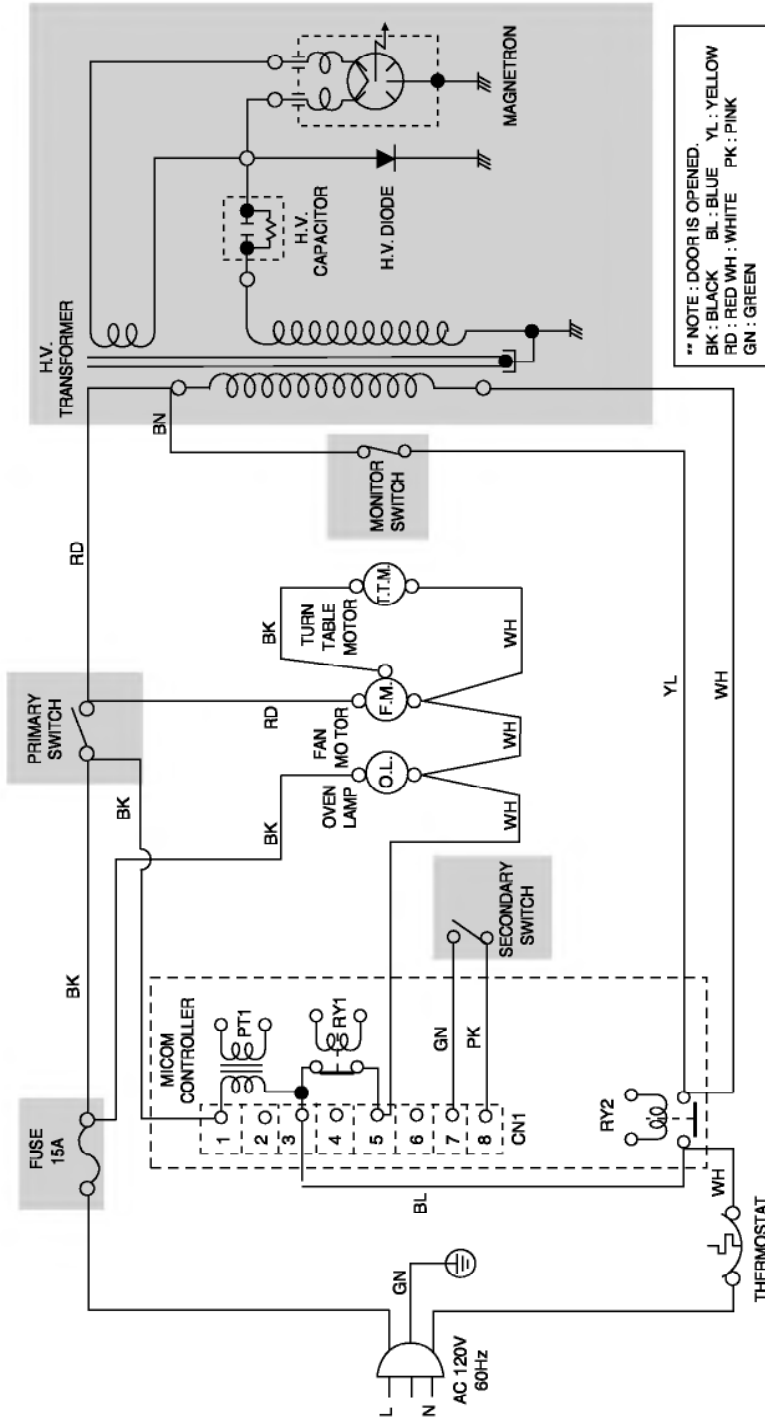 H.V.
TRANSFORMER
MAGNETRON
H.V.
CAPACITOR
H.V. DIODE
** NOTE : DOOR IS OPENED.
BK : BLACK BL : BLUE YL : YELLOW
RD : RED WH : WHITE PK : PINK
GN : GREEN
BN
RD
MONITOR
SWITCH
PRIMARY
SWITCH
BK
BK
TURN
TABLE
MOTOR
T.T.M.
RD
FAN
MO TOR
F.M.
BK
OVEN
LAMP
O.L.
BK
WH
WH
WH
YL
WH
SECONDARY
SWITCH
BK
MICOM
CONTROLLER
PT1
RY1
GN
PK
1
2
3
4
5
6
7
8
CN1
RY2
FUSE
15A
BL
WH
THERMOSTAT
GN
L
N
AC 120V
60Hz